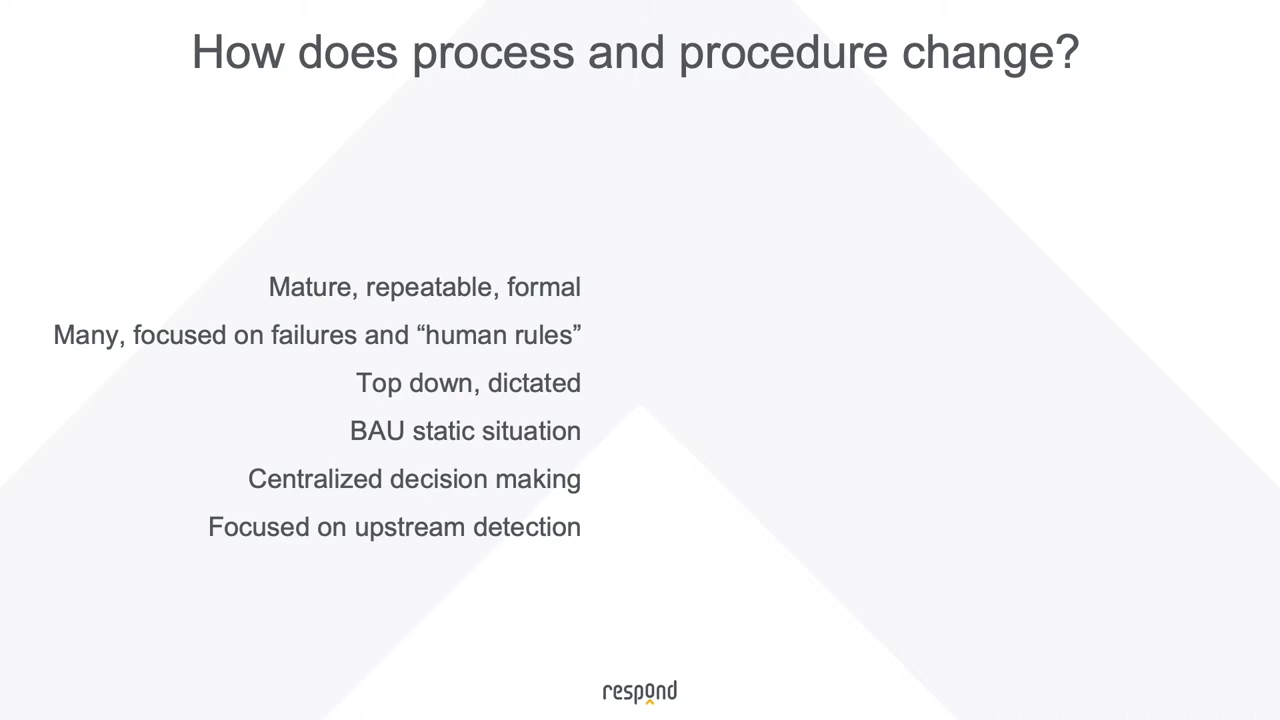 How does process and procedure change?
Mature, repeatable, formal
Many, focused on failures and “human rules”
Top down, dictated
BAU static situation
Centralized decision making
Focused on upstream detection
respond